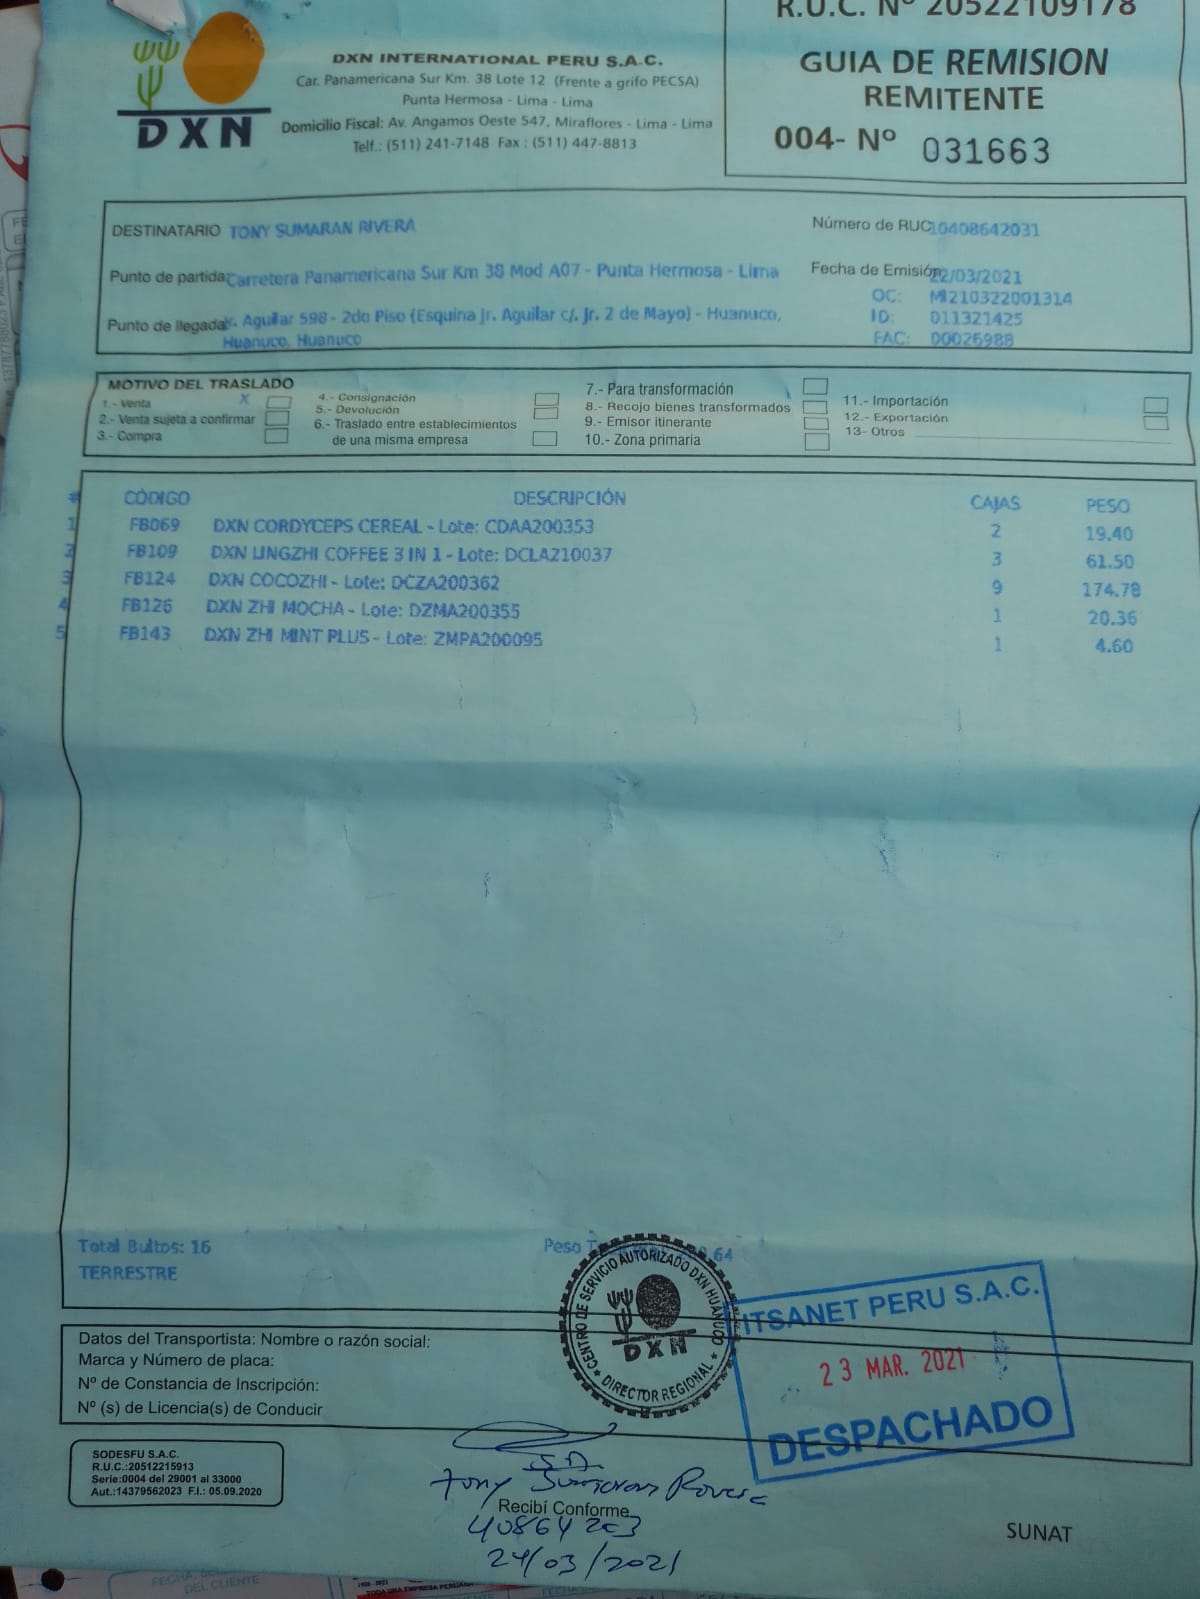 R.U.C. Nº 20522109178
GUIA DE REMISION
REMITENTE
004- Nº 031663
DXN
DXN INTERNATIONAL PERU S.A.C.
Car. Panamericana Sur Km. 38 Lote 12 (Frente a grifo PECSA)
Punta Hermosa - Lima - Lima
Domicilio Fiscal: Av. Angamos Oeste 547, Miraflores - Lima - Lima
Telf.: (511) 241-7148 Fax : (511) 447-8813
DESTINATARIO TONY SUMARAN RIVERA
Número de RUC 10408642031
Punto de partida: Carretera Panamericana Sur Km 38 Mod A07 - Punta Hermosa - Lima
Fecha de Emisión 22/03/2021
OC: MI210322001314
Punto de llegada Aguilar 598 - 2do Piso (Esquina Jr. Aguilar c/. Jr. 2 de Mayo) - Huanuco,
Huanuco, Huanuco
ID: 011321425
FAC: 00026988
MOTIVO DEL TRASLADO
1.- Venta X
2.- Venta sujeta a confirmar
3.- Compra
4.- Consignación
5.- Devolución
6.- Traslado entre establecimientos
de una misma empresa
7.- Para transformación
8.- Recojo bienes transformados
9.- Emisor itinerante
10.- Zona primaria
11.- Importación
12.- Exportación
13- Otros
# CÓDIGO DESCRIPCIÓN CAJAS PESO
1 FB069 DXN CORDYCEPS CEREAL - Lote: CDAA200353 2 19.40
2 FB109 DXN LINGZHI COFFEE 3 IN 1 - Lote: DCLA210037 3 61.50
3 FB124 DXN COCOZHI - Lote: DCZA200362 9 174.78
4 FB126 DXN ZHI MOCHA - Lote: DZMA200355 1 20.36
5 FB143 DXN ZHI MINT PLUS - Lote: ZMPA200095 1 4.60
Total Bultos: 16
Peso .64
TERRESTRE
CENTRO DE SERVICIO AUTORIZADO DXN HUANUCO
DXN
DIRECTOR REGIONAL
ITSANET PERU S.A.C.
23 MAR. 2021
DESPACHADO
Datos del Transportista: Nombre o razón social:
Marca y Número de placa:
Nº de Constancia de Inscripción:
Nº (s) de Licencia(s) de Conducir
SODESFU S.A.C.
R.U.C.:20512215913
Serie:0004 del 29001 al 33000
Aut.:14379562023 F.I.: 05.09.2020
Tony Sumaran Rivera
Recibí Conforme
40864203
24/03/2021
SUNAT
DEL CLIENTE